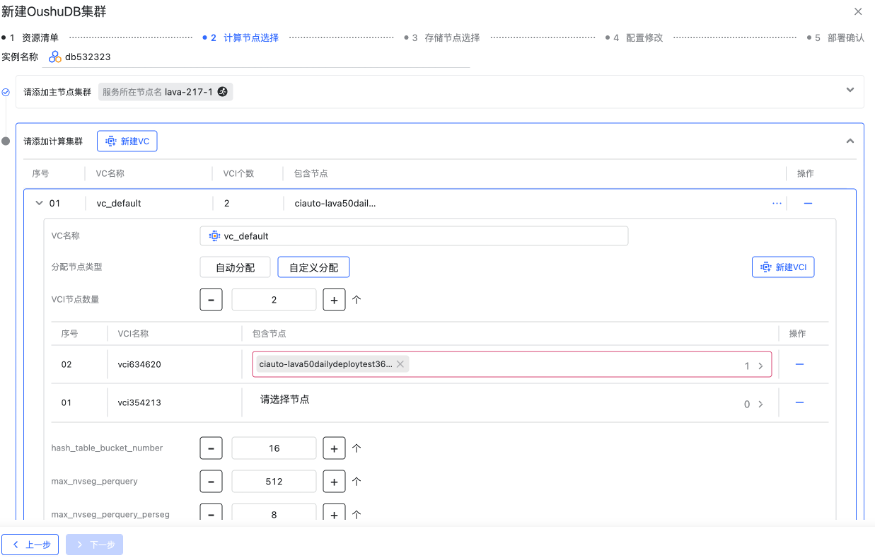 新建OushuDB集群
1 资源清单 2 计算节点选择 3 存储节点选择 4 配置修改 5 部署确认
实例名称 db532323
请添加主节点集群 服务所在节点名 lava-217-1
请添加计算集群 新建VC
序号 VC名称 VCI个数 包含节点 操作
01 vc_default 2 ciauto-lava50dail... ...
VC名称 vc_default
分配节点类型 自动分配 自定义分配 新建VCI
VCI节点数量 - 2 + 个
序号 VCI名称 包含节点 操作
02 vci634620 ciauto-lava50dailydeploytest36... 1
01 vci354213 请选择节点 0
hash_table_bucket_number - 16 + 个
max_nvseg_perquery - 512 + 个
max_nvseg_perquery_perseg - 8 + 个
上一步 下一步